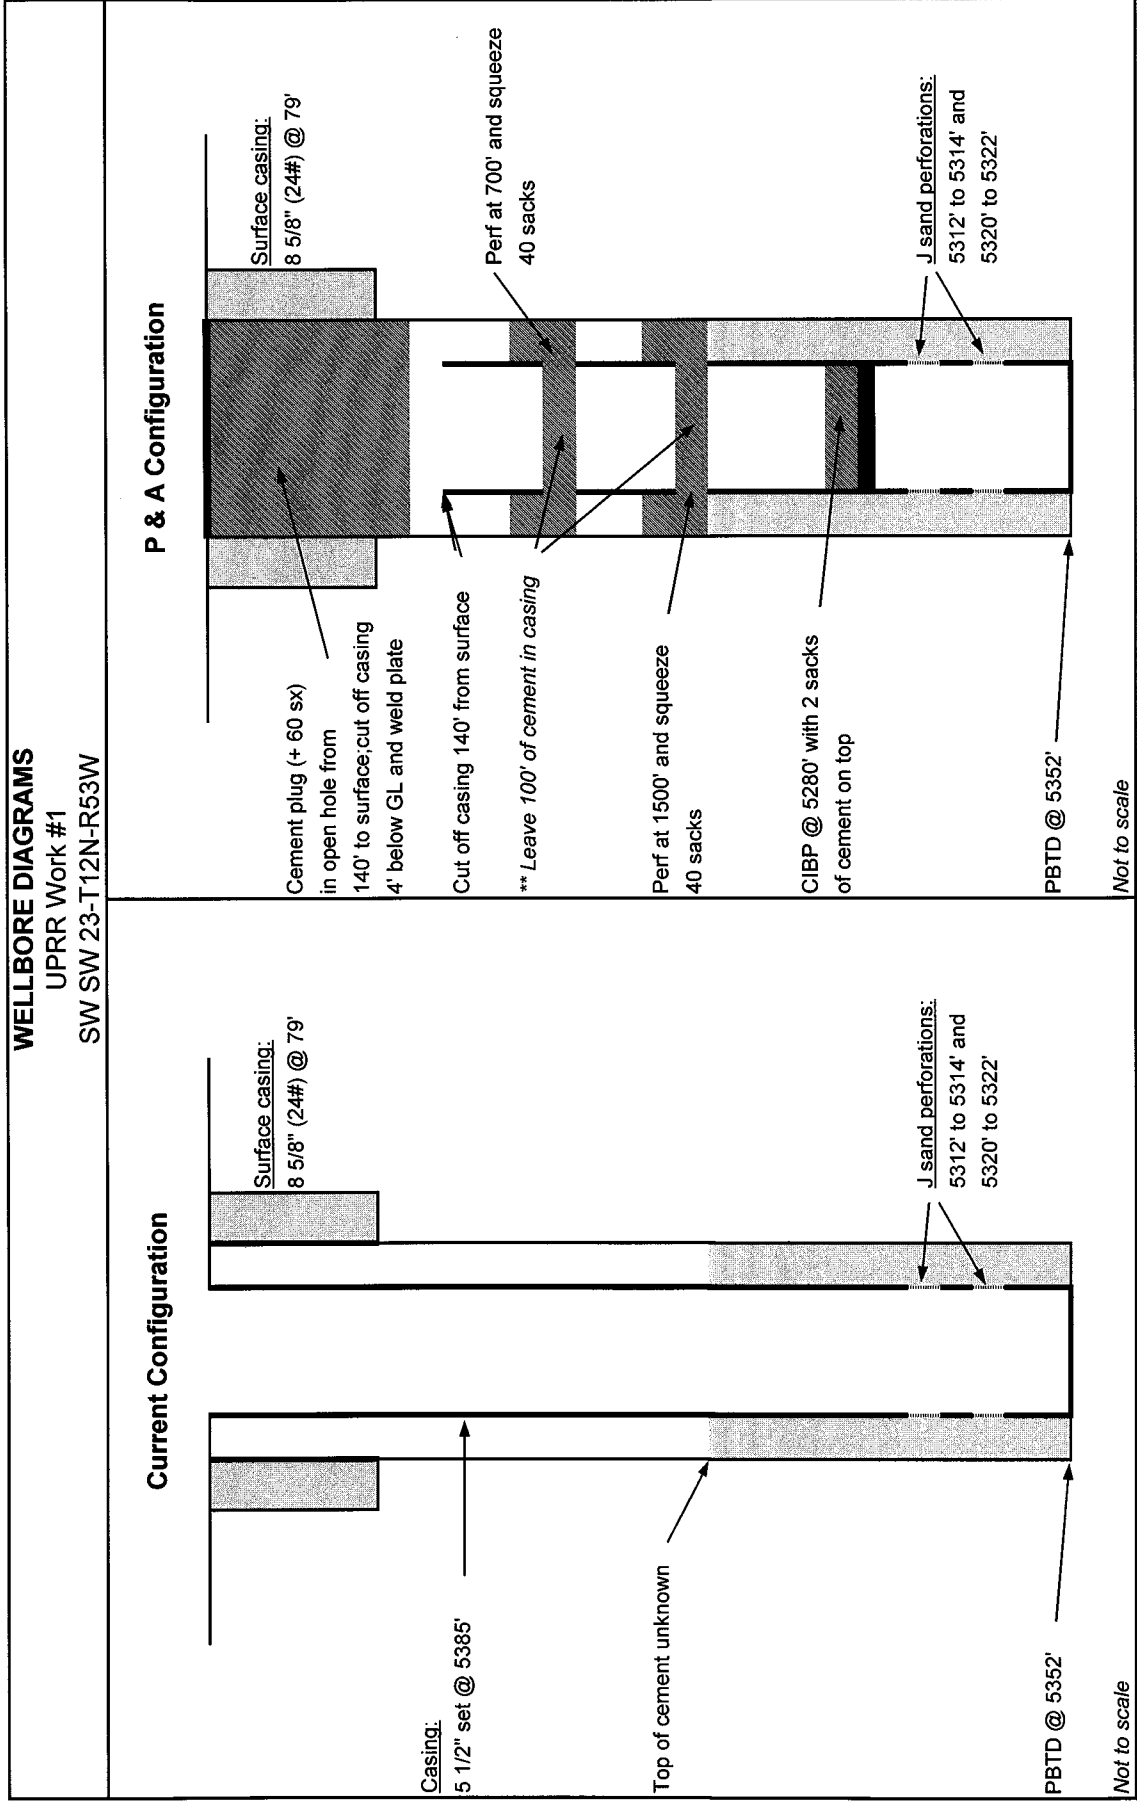 WELLBORE DIAGRAMS
UPRR Work #1
SW SW 23-T12N-R53W
Current Configuration
Surface casing:
8 5/8" (24#) @ 79'
Casing:
5 1/2" set @ 5385'
Top of cement unknown
J sand perforations:
5312' to 5314' and
5320' to 5322'
PBTD @ 5352'
Not to scale
P & A Configuration
Surface casing:
8 5/8" (24#) @ 79'
Cement plug (+ 60 sx)
in open hole from
140' to surface;cut off casing
4' below GL and weld plate
Cut off casing 140' from surface
Perf at 700' and squeeze
40 sacks
** Leave 100' of cement in casing
Perf at 1500' and squeeze
40 sacks
CIBP @ 5280' with 2 sacks
of cement on top
J sand perforations:
5312' to 5314' and
5320' to 5322'
PBTD @ 5352'
Not to scale